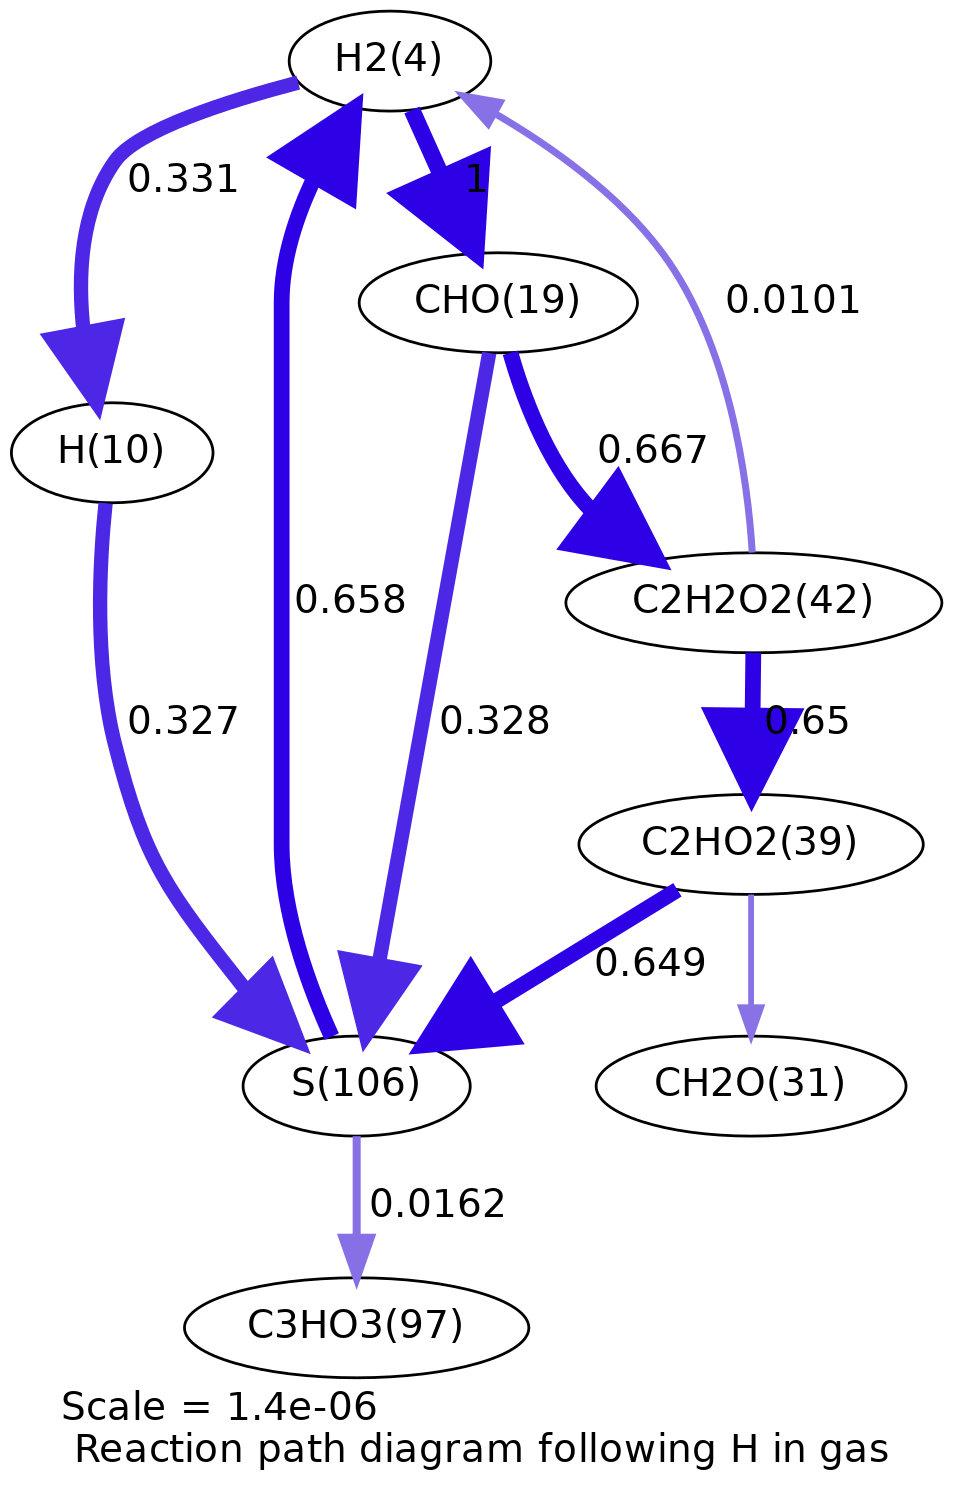 H2(4)
0.331
1
CHO(19)
0.0101
H(10)
0.667
0.658
C2H2O2(42)
0.327
0.328
0.65
C2HO2(39)
0.649
S(106)
CH2O(31)
0.0162
C3HO3(97)
Scale = 1.4e-06
Reaction path diagram following H in gas